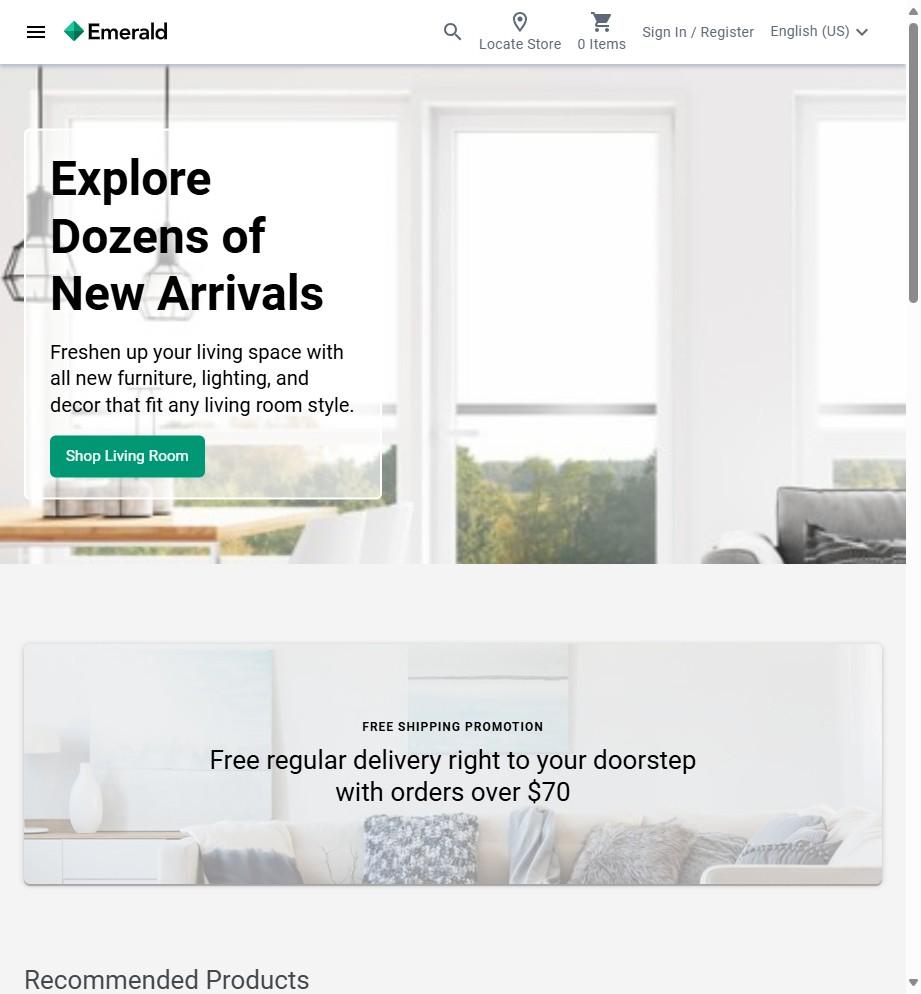 Emerald
Locate Store
0 Items
Sign In / Register
English (US)
Explore
Dozens of
New Arrivals
Freshen up your living space with
all new furniture, lighting, and
decor that fit any living room style.
Shop Living Room
FREE SHIPPING PROMOTION
Free regular delivery right to your doorstep
with orders over $70
Recommended Products